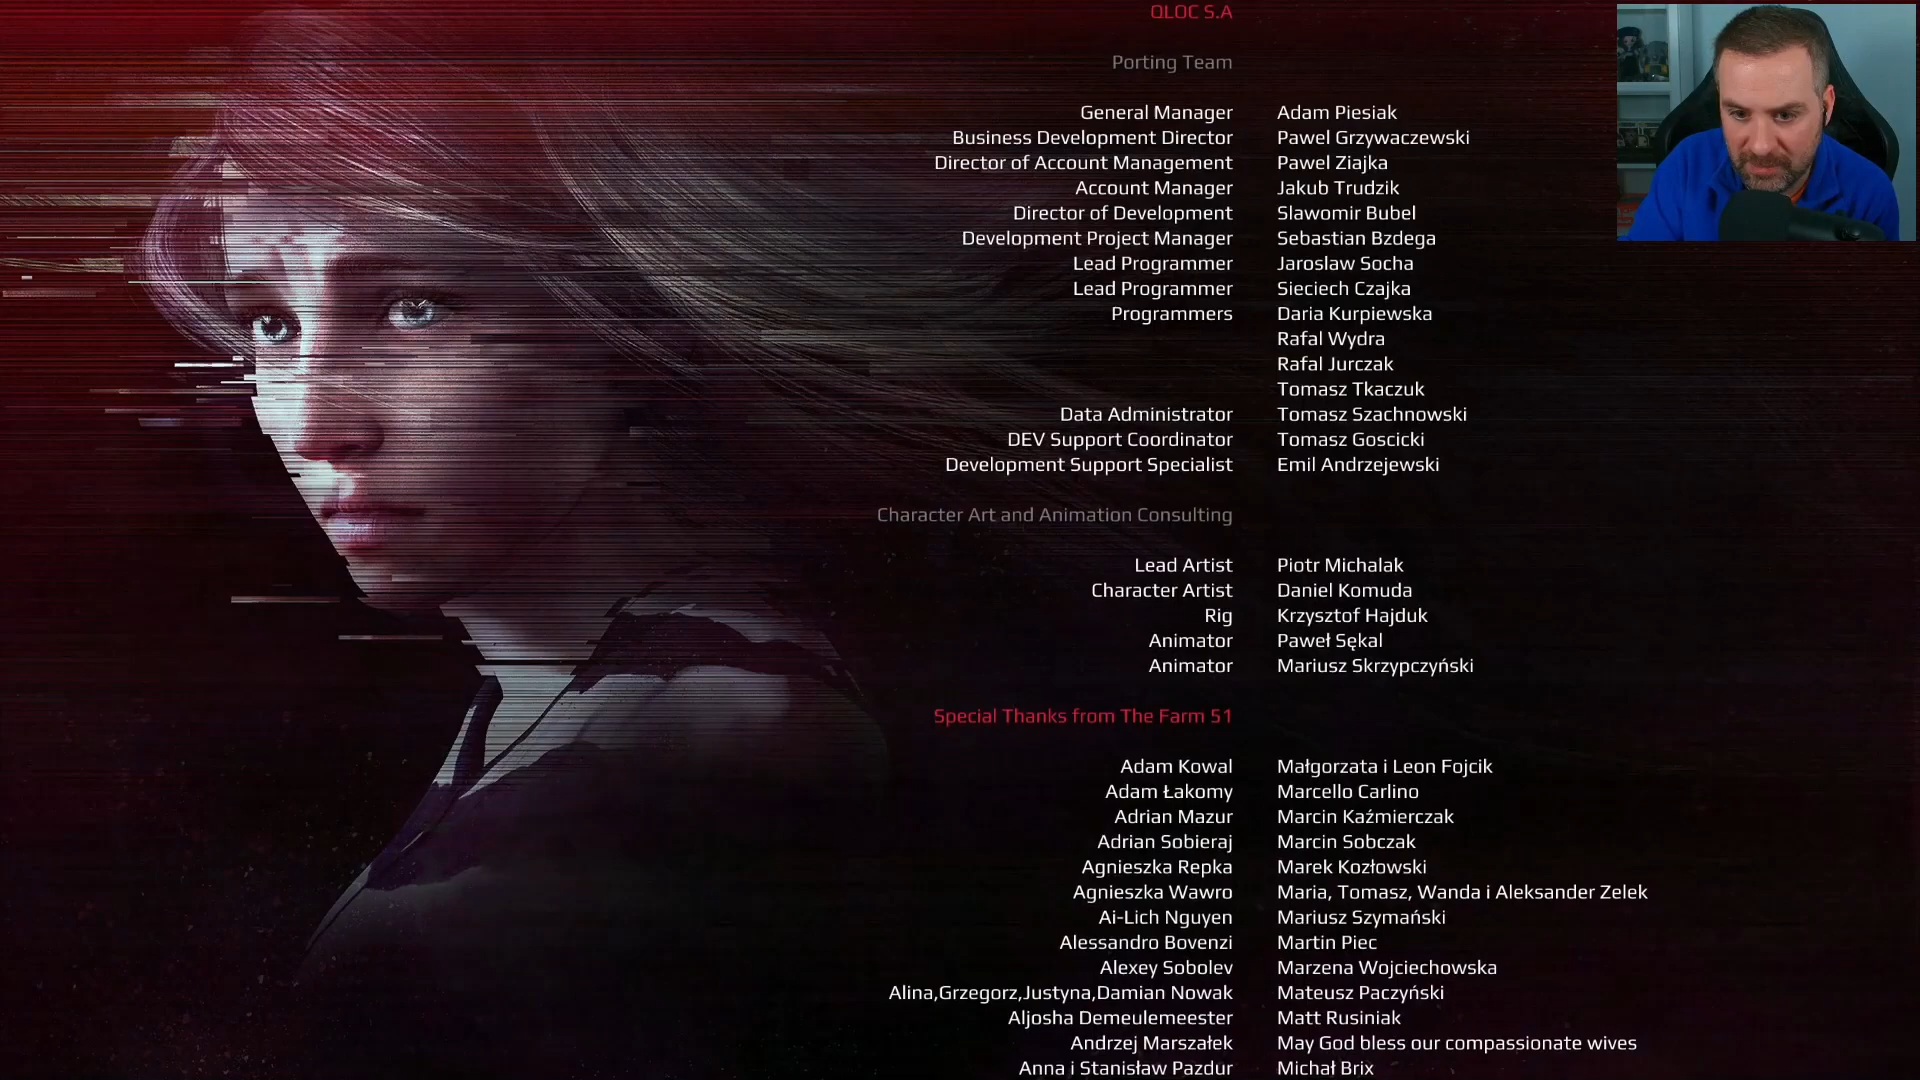 QLOC S.A
Porting Team
General Manager Adam Piesiak
Business Development Director Pawel Grzywaczewski
Director of Account Management Pawel Ziajka
Account Manager Jakub Trudzik
Director of Development Slawomir Bubel
Development Project Manager Sebastian Bzdega
Lead Programmer Jaroslaw Socha
Lead Programmer Sieciech Czajka
Programmers Daria Kurpiewska
Rafal Wydra
Rafal Jurczak
Tomasz Tkaczuk
Data Administrator Tomasz Szachnowski
DEV Support Coordinator Tomasz Goscicki
Development Support Specialist Emil Andrzejewski
Character Art and Animation Consulting
Lead Artist Piotr Michalak
Character Artist Daniel Komuda
Rig Krzysztof Hajduk
Animator Paweł Sękal
Animator Mariusz Skrzypczyński
Special Thanks from The Farm 51
Adam Kowal Małgorzata i Leon Fojcik
Adam Łakomy Marcello Carlino
Adrian Mazur Marcin Kaźmierczak
Adrian Sobieraj Marcin Sobczak
Agnieszka Repka Marek Kozłowski
Agnieszka Wawro Maria, Tomasz, Wanda i Aleksander Zelek
Ai-Lich Nguyen Mariusz Szymański
Alessandro Bovenzi Martin Piec
Alexey Sobolev Marzena Wojciechowska
Alina,Grzegorz,Justyna,Damian Nowak Mateusz Paczyński
Aljosha Demeulemeester Matt Rusiniak
Andrzej Marszałek May God bless our compassionate wives
Anna i Stanisław Pazdur Michał Brix